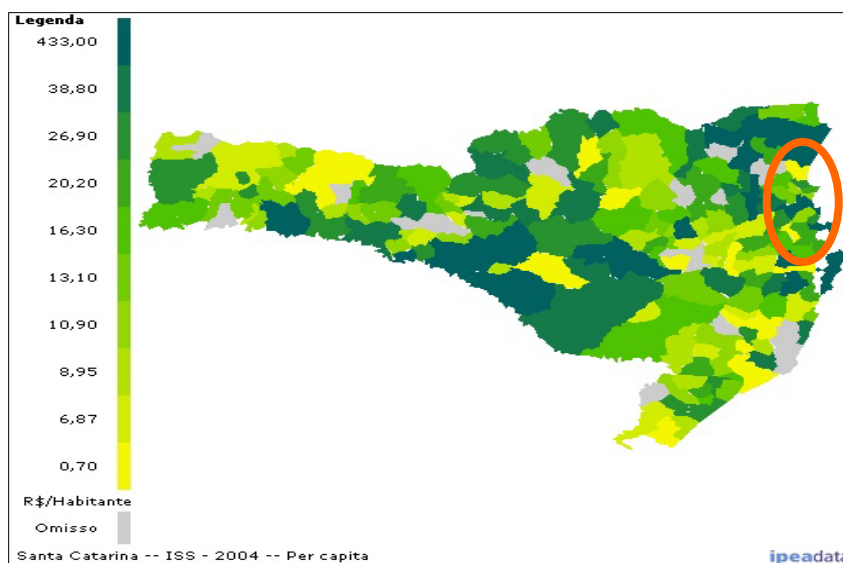 Legenda
433,00
38,80
26,90
20,20
16,30
13,10
10,90
8,95
6,87
0,70
R$/Habitante
Omisso
Santa Catarina -- ISS - 2004 -- Per capita
ipeadata